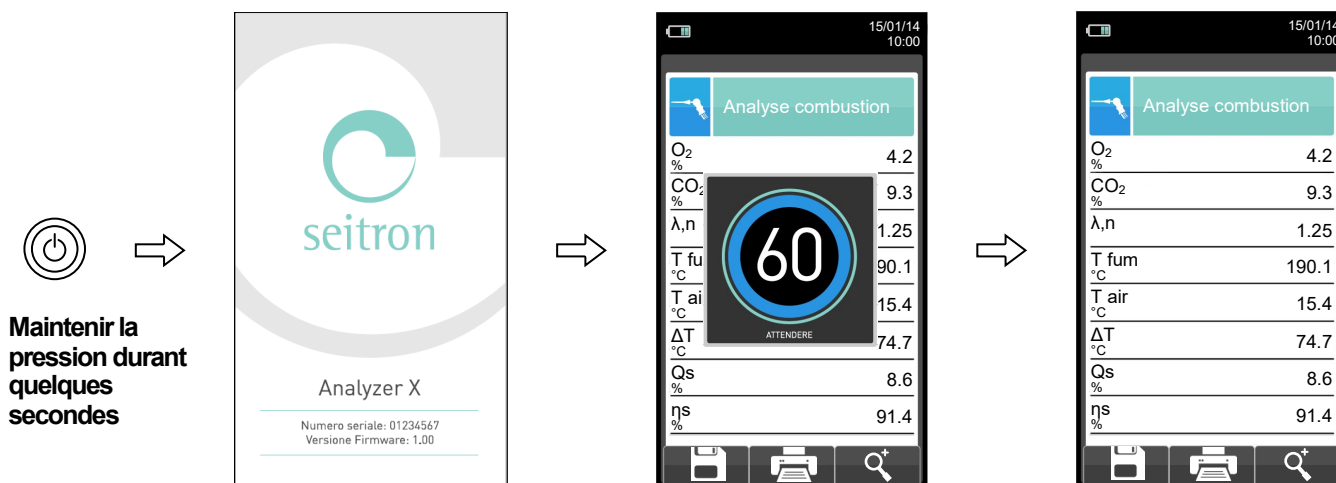 Maintenir la
pression durant
quelques
secondes
seitron
Analyzer X
Numero seriale: 01234567
Versione Firmware: 1.00
15/01/14
10:00
Analyse combustion
O₂
% 4.2
CO₂
% 9.3
λ,n 1.25
T fu 90.1
°C
T ai 15.4
°C
ΔT 74.7
°C
Qs 8.6
%
ηs 91.4
%
60
ATTENDERE
15/01/14
10:00
Analyse combustion
O₂
% 4.2
CO₂
% 9.3
λ,n 1.25
T fum 190.1
°C
T air 15.4
°C
ΔT 74.7
°C
Qs 8.6
%
ηs 91.4
%